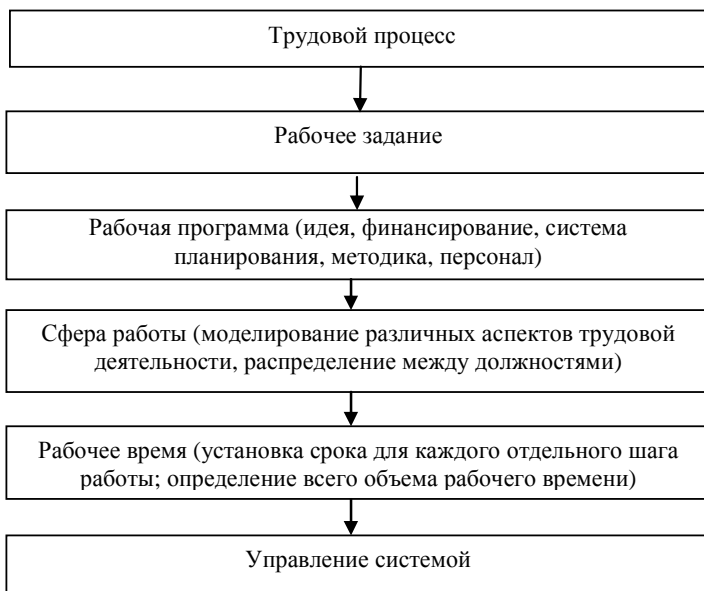 Трудовой процесс
Рабочее задание
Рабочая программа (идея, финансирование, система
планирования, методика, персонал)
Сфера работы (моделирование различных аспектов трудовой
деятельности, распределение между должностями)
Рабочее время (установка срока для каждого отдельного шага
работы; определение всего объема рабочего времени)
Управление системой